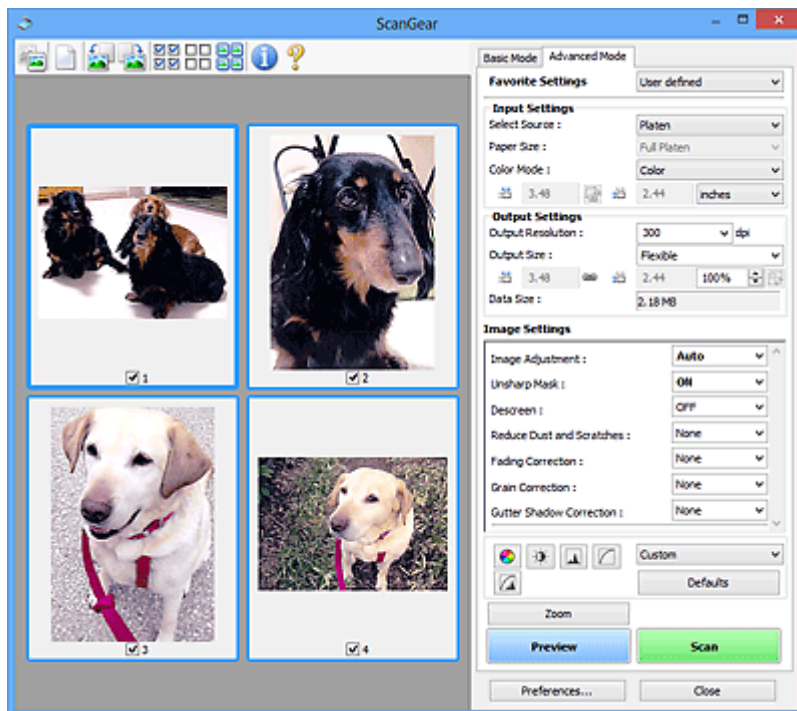 ScanGear
Basic Mode Advanced Mode
Favorite Settings User defined
Input Settings
Select Source : Platen
Paper Size : Full Platen
Color Mode : Color
3.48 2.44 inches
Output Settings
Output Resolution : 300 dpi
Output Size : Flexible
3.48 2.44 100%
Data Size : 2.18 MB
Image Settings
Image Adjustment : Auto
Unsharp Mask : ON
Descreen : OFF
Reduce Dust and Scratches : None
Fading Correction : None
Grain Correction : None
Gutter Shadow Correction : None
Custom
Defaults
Zoom
Preview Scan
Preferences... Close
1
2
3
4